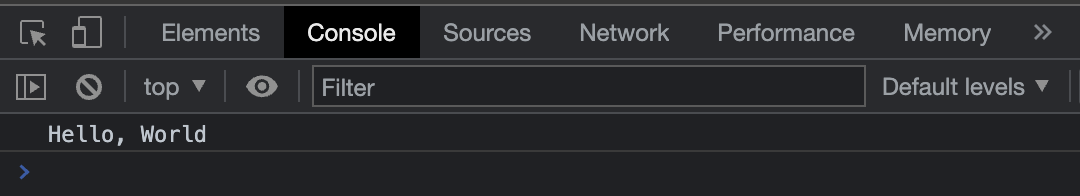 Elements Console Sources Network Performance Memory »
top ▼ Filter Default levels ▼
Hello, World
>